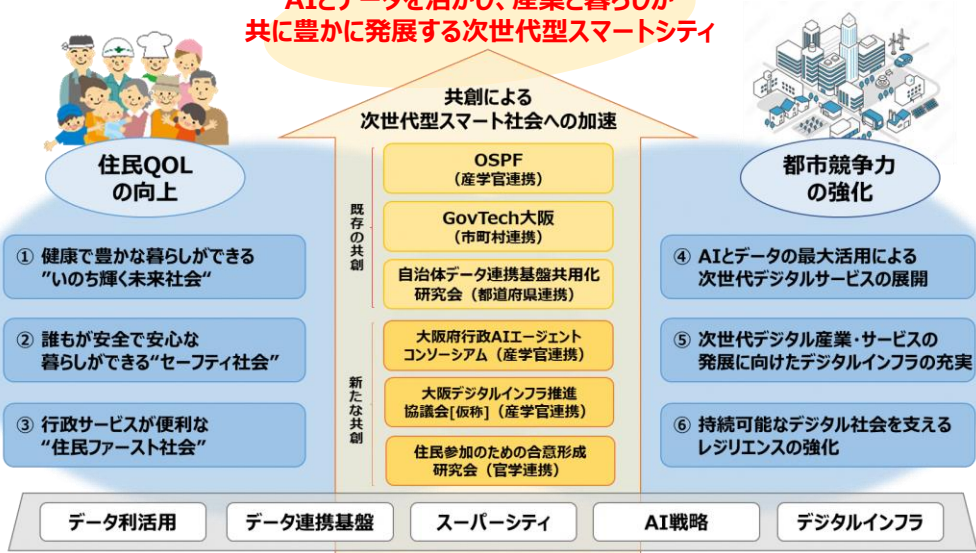 AIとデータを活かし、産業と暮らしが
共に豊かに発展する次世代型スマートシティ
共創による
次世代型スマート社会への加速
住民QOL
の向上
① 健康で豊かな暮らしができる
”いのち輝く未来社会“
② 誰もが安全で安心な
暮らしができる“セーフティ社会”
③ 行政サービスが便利な
“住民ファースト社会”
既存の共創
OSPF
（産学官連携）
GovTech大阪
（市町村連携）
自治体データ連携基盤共用化
研究会（都道府県連携）
新たな共創
大阪府行政AIエージェント
コンソーシアム（産学官連携）
大阪デジタルインフラ推進
協議会[仮称]（産学官連携）
住民参加のための合意形成
研究会（官学連携）
都市競争力
の強化
④ AIとデータの最大活用による
次世代デジタルサービスの展開
⑤ 次世代デジタル産業・サービスの
発展に向けたデジタルインフラの充実
⑥ 持続可能なデジタル社会を支える
レジリエンスの強化
データ利活用
データ連携基盤
スーパーシティ
AI戦略
デジタルインフラ